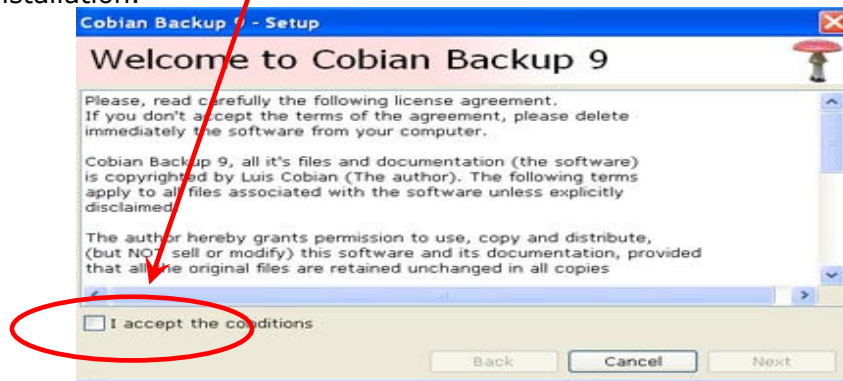 nstallation.
Cobian Backup 9 - Setup
Welcome to Cobian Backup 9
Please, read carefully the following license agreement.
If you don't accept the terms of the agreement, please delete
immediately the software from your computer.
Cobian Backup 9, all it's files and documentation (the software)
is copyrighted by Luis Cobian (The author). The following terms
apply to all files associated with the software unless explicitly
disclaimed.
The author hereby grants permission to use, copy and distribute,
(but NOT sell or modify) this software and its documentation, provided
that all the original files are retained unchanged in all copies
I accept the conditions
Back Cancel Next